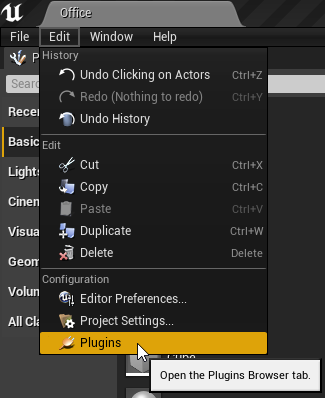 Office
File Edit Window Help
History
Undo Clicking on Actors Ctrl+Z
Redo (Nothing to redo) Ctrl+Y
Undo History
Edit
Cut Ctrl+X
Copy Ctrl+C
Paste Ctrl+V
Duplicate Ctrl+W
Delete Delete
Configuration
Editor Preferences...
Project Settings...
Plugins
Open the Plugins Browser tab.
P
Sear
Recen
Basic
Lights
Cinem
Visua
Geom
Volum
All Cla
Cube